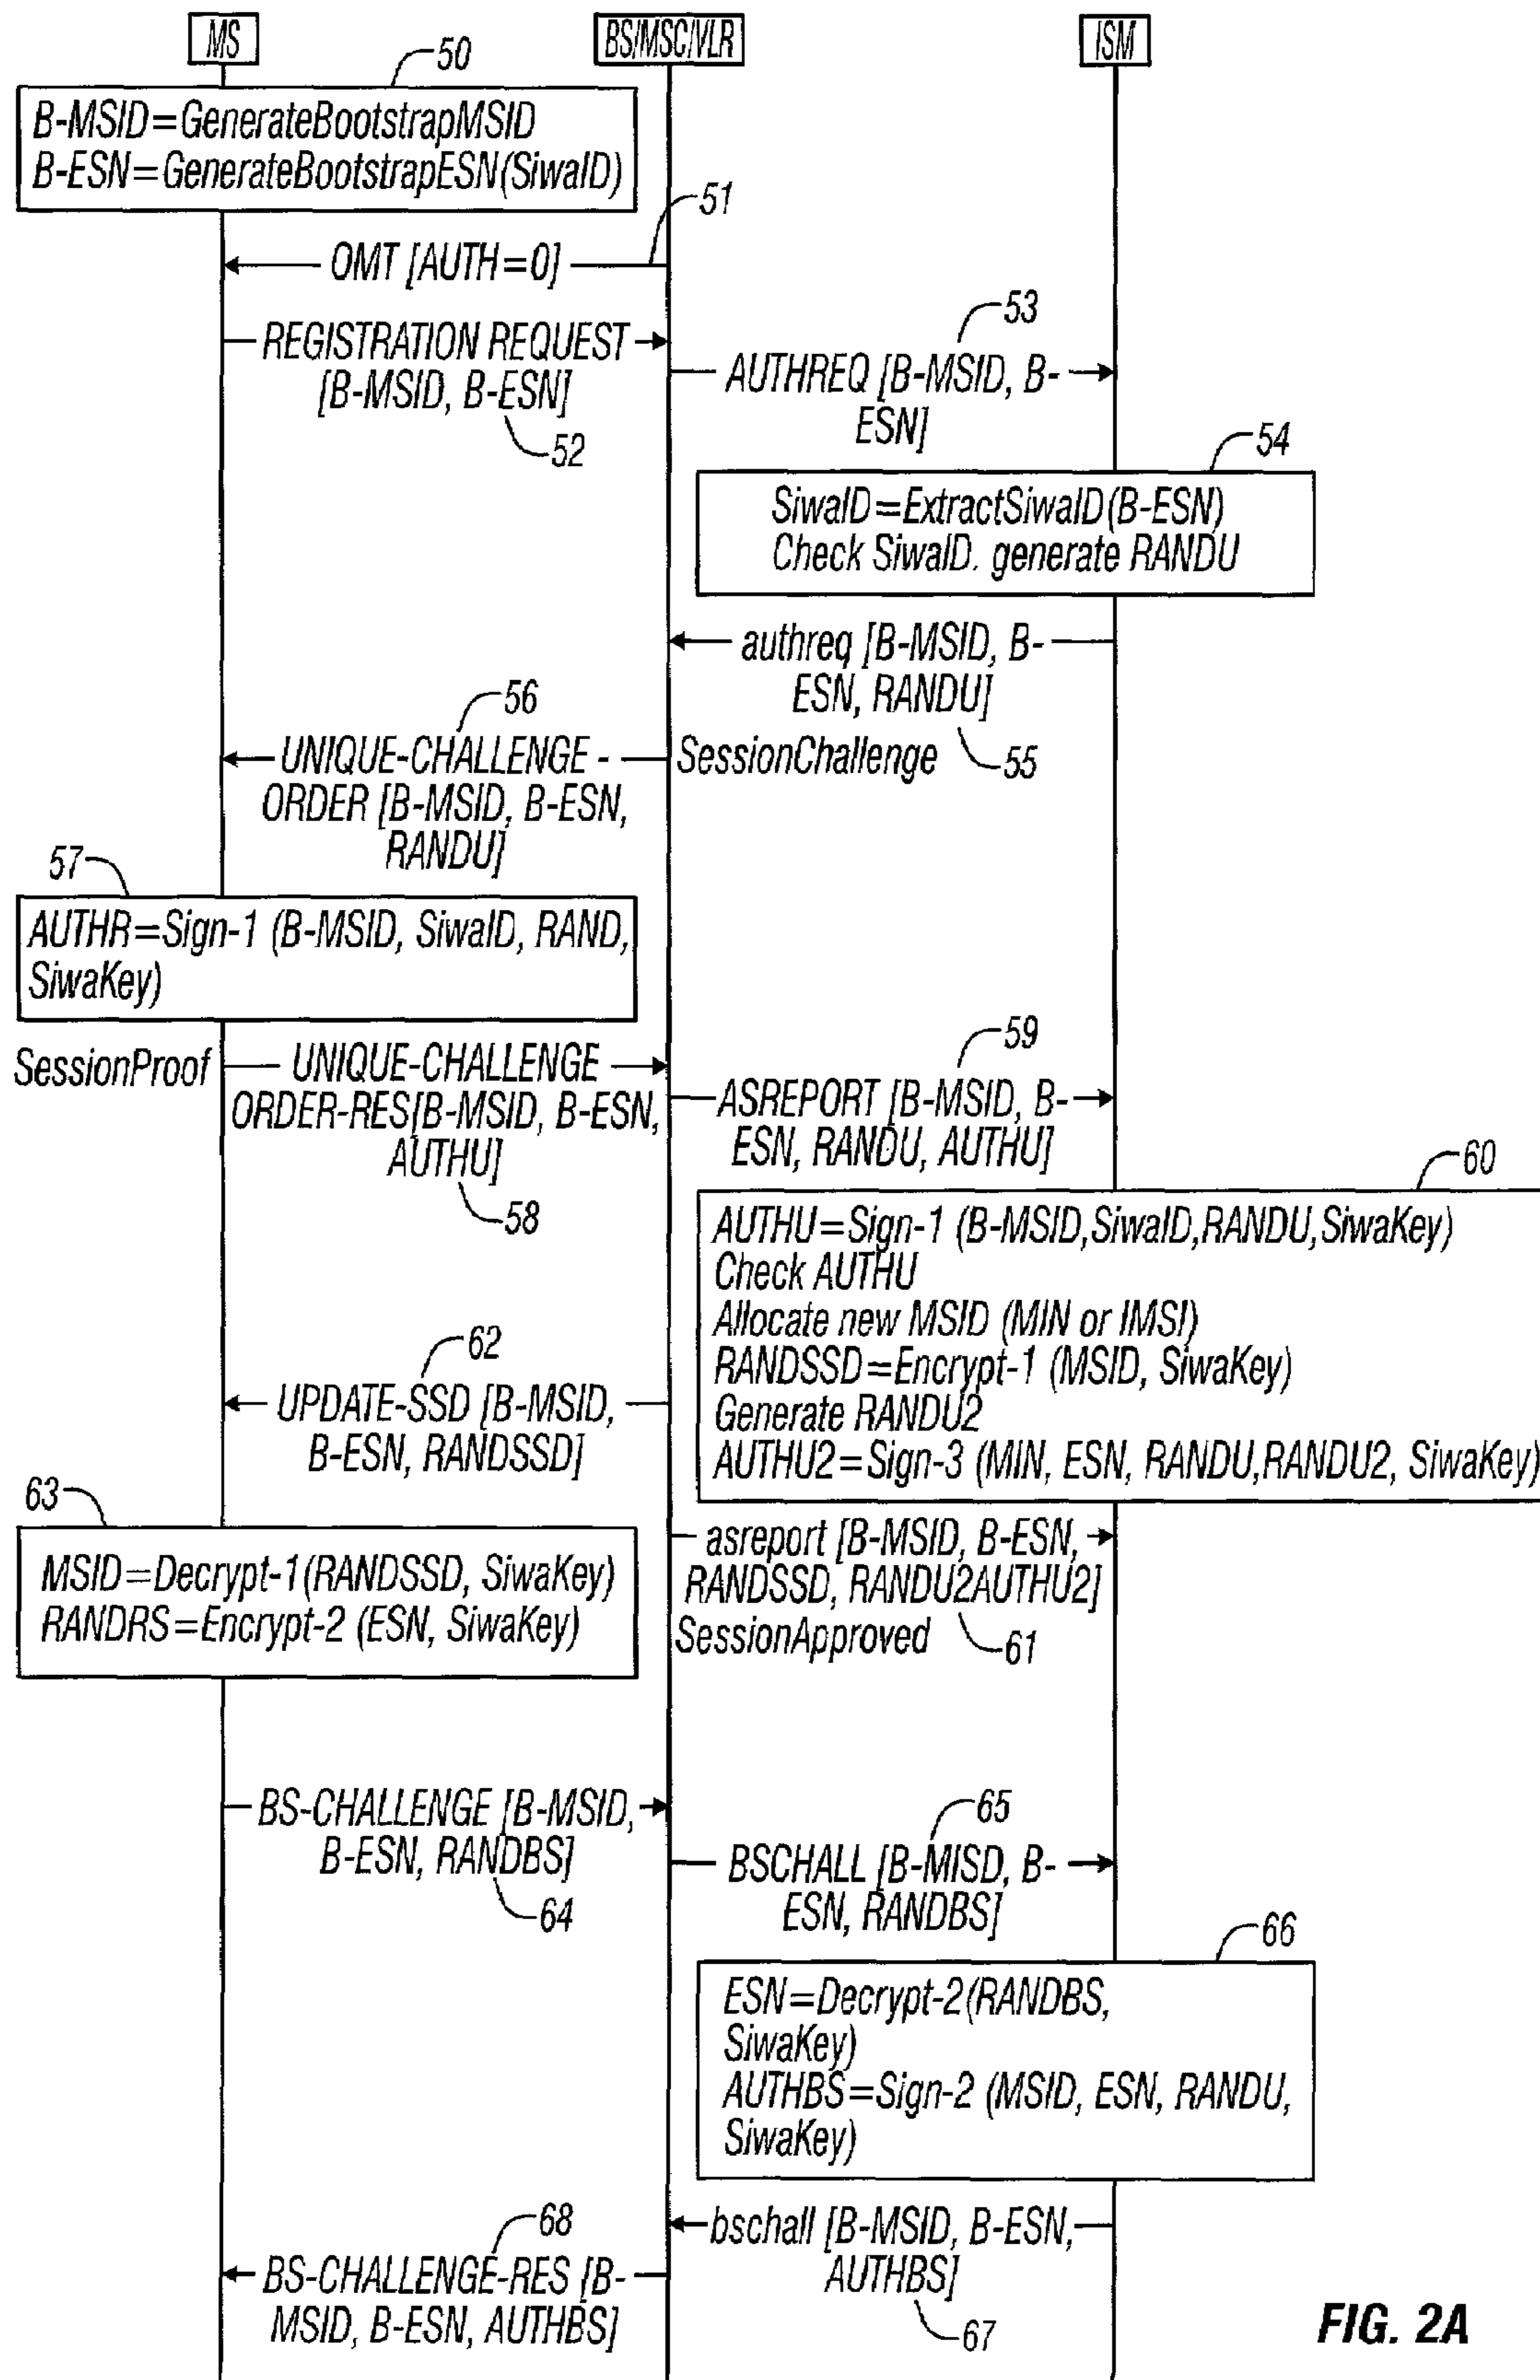 MS
BS/MSC/VLR
ISM
50
B-MSID=GenerateBootstrapMSID
B-ESN=GenerateBootstrapESN(SiwaID)
51
OMT [AUTH=0]
REGISTRATION REQUEST
[B-MSID, B-ESN]
52
53
AUTHREQ [B-MSID, B-
ESN]
54
SiwaID=ExtractSiwaID(B-ESN)
Check SiwaID. generate RANDU
authreq [B-MSID, B-
ESN, RANDU]
55
56
UNIQUE-CHALLENGE -
ORDER [B-MSID, B-ESN,
RANDU]
SessionChallenge
57
AUTHR=Sign-1 (B-MSID, SiwaID, RAND,
SiwaKey)
SessionProof
UNIQUE-CHALLENGE
ORDER-RES[B-MSID, B-ESN,
AUTHU]
58
59
ASREPORT [B-MSID, B-
ESN, RANDU, AUTHU]
60
AUTHU=Sign-1 (B-MSID,SiwaID,RANDU,SiwaKey)
Check AUTHU
Allocate new MSID (MIN or IMSI)
RANDSSD=Encrypt-1 (MSID, SiwaKey)
Generate RANDU2
AUTHU2=Sign-3 (MIN, ESN, RANDU,RANDU2, SiwaKey)
62
UPDATE-SSD [B-MSID,
B-ESN, RANDSSD]
63
MSID=Decrypt-1(RANDSSD, SiwaKey)
RANDRS=Encrypt-2 (ESN, SiwaKey)
asreport [B-MSID, B-ESN,
RANDSSD, RANDU2AUTHU2]
SessionApproved
61
BS-CHALLENGE [B-MSID,
B-ESN, RANDBS]
64
65
BSCHALL [B-MISD, B-
ESN, RANDBS]
66
ESN=Decrypt-2(RANDBS,
SiwaKey)
AUTHBS=Sign-2 (MSID, ESN, RANDU,
SiwaKey)
bschall [B-MSID, B-ESN,
AUTHBS]
67
68
BS-CHALLENGE-RES [B-
MSID, B-ESN, AUTHBS]
FIG. 2A